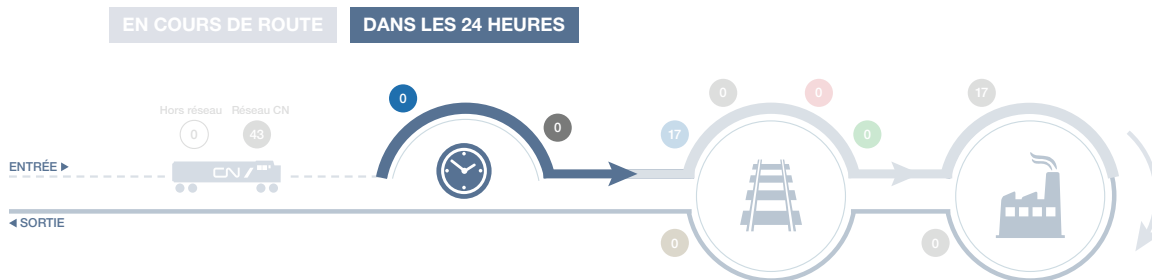 EN COURS DE ROUTE
DANS LES 24 HEURES
0
0
17
0
17
Hors réseau
Réseau CN
0
43
0
17
0
ENTRÉE
CN
SORTIE
0
0